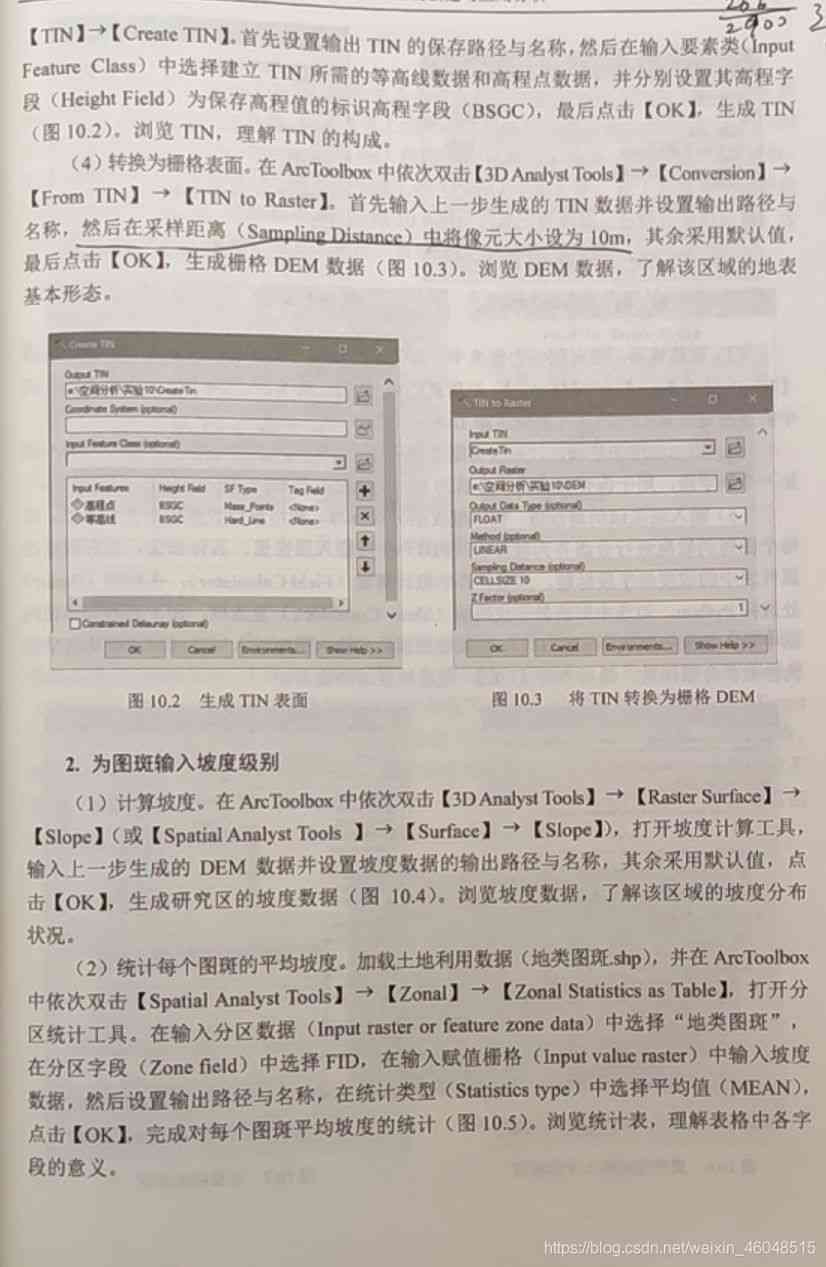 【TIN】→【Create TIN】。首先设置输出 TIN 的保存路径与名称,然后在输入要素类(Input
Feature Class)中选择建立 TIN 所需的等高线数据和高程点数据,并分别设置其高程字
段(Height Field)为保存高程值的标识高程字段(BSGC),最后点击【OK】,生成 TIN
(图 10.2)。浏览 TIN,理解 TIN 的构成。
(4)转换为栅格表面。在 ArcToolbox 中依次双击【3D Analyst Tools】→【Conversion】→
【From TIN】→【TIN to Raster】。首先输入上一步生成的 TIN 数据并设置输出路径与
名称,然后在采样距离(Sampling Distance)中将像元大小设为 10m,其余采用默认值,
最后点击【OK】,生成栅格 DEM 数据(图 10.3)。浏览 DEM 数据,了解该区域的地表
基本形态。
Create TIN
Output TIN
e:\空间分析\实验10\CreateTin
Coordinate System (optional)
Input Feature Class (optional)
Input Features Height Field SF Type Tag Field
高程点 BSGC Mass_Points <None>
等高线 BSGC Hard_Line <None>
Constrained Delaunay (optional)
OK Cancel Environments... Show Help >>
TIN to Raster
Input TIN
CreateTin
Output Raster
e:\空间分析\实验10\DEM
Output Data Type (optional)
FLOAT
Method (optional)
LINEAR
Sampling Distance (optional)
CELLSIZE 10
Z Factor (optional)
1
OK Cancel Environments... Show Help >>
图 10.2 生成 TIN 表面
图 10.3 将 TIN 转换为栅格 DEM
2. 为图斑输入坡度级别
(1)计算坡度。在 ArcToolbox 中依次双击【3D Analyst Tools】→【Raster Surface】→
【Slope】(或【Spatial Analyst Tools 】→【Surface】→【Slope】),打开坡度计算工具,
输入上一步生成的 DEM 数据并设置坡度数据的输出路径与名称,其余采用默认值,点
击【OK】,生成研究区的坡度数据(图 10.4)。浏览坡度数据,了解该区域的坡度分布
状况。
(2)统计每个图斑的平均坡度。加载土地利用数据(地类图斑.shp),并在 ArcToolbox
中依次双击【Spatial Analyst Tools】→【Zonal】→【Zonal Statistics as Table】,打开分
区统计工具。在输入分区数据(Input raster or feature zone data)中选择“地类图斑”,
在分区字段(Zone field)中选择 FID,在输入赋值栅格(Input value raster)中输入坡度
数据,然后设置输出路径与名称,在统计类型(Statistics type)中选择平均值(MEAN),
点击【OK】,完成对每个图斑平均坡度的统计(图 10.5)。浏览统计表,理解表格中各字
段的意义。
https://blog.csdn.net/weixin_46048515